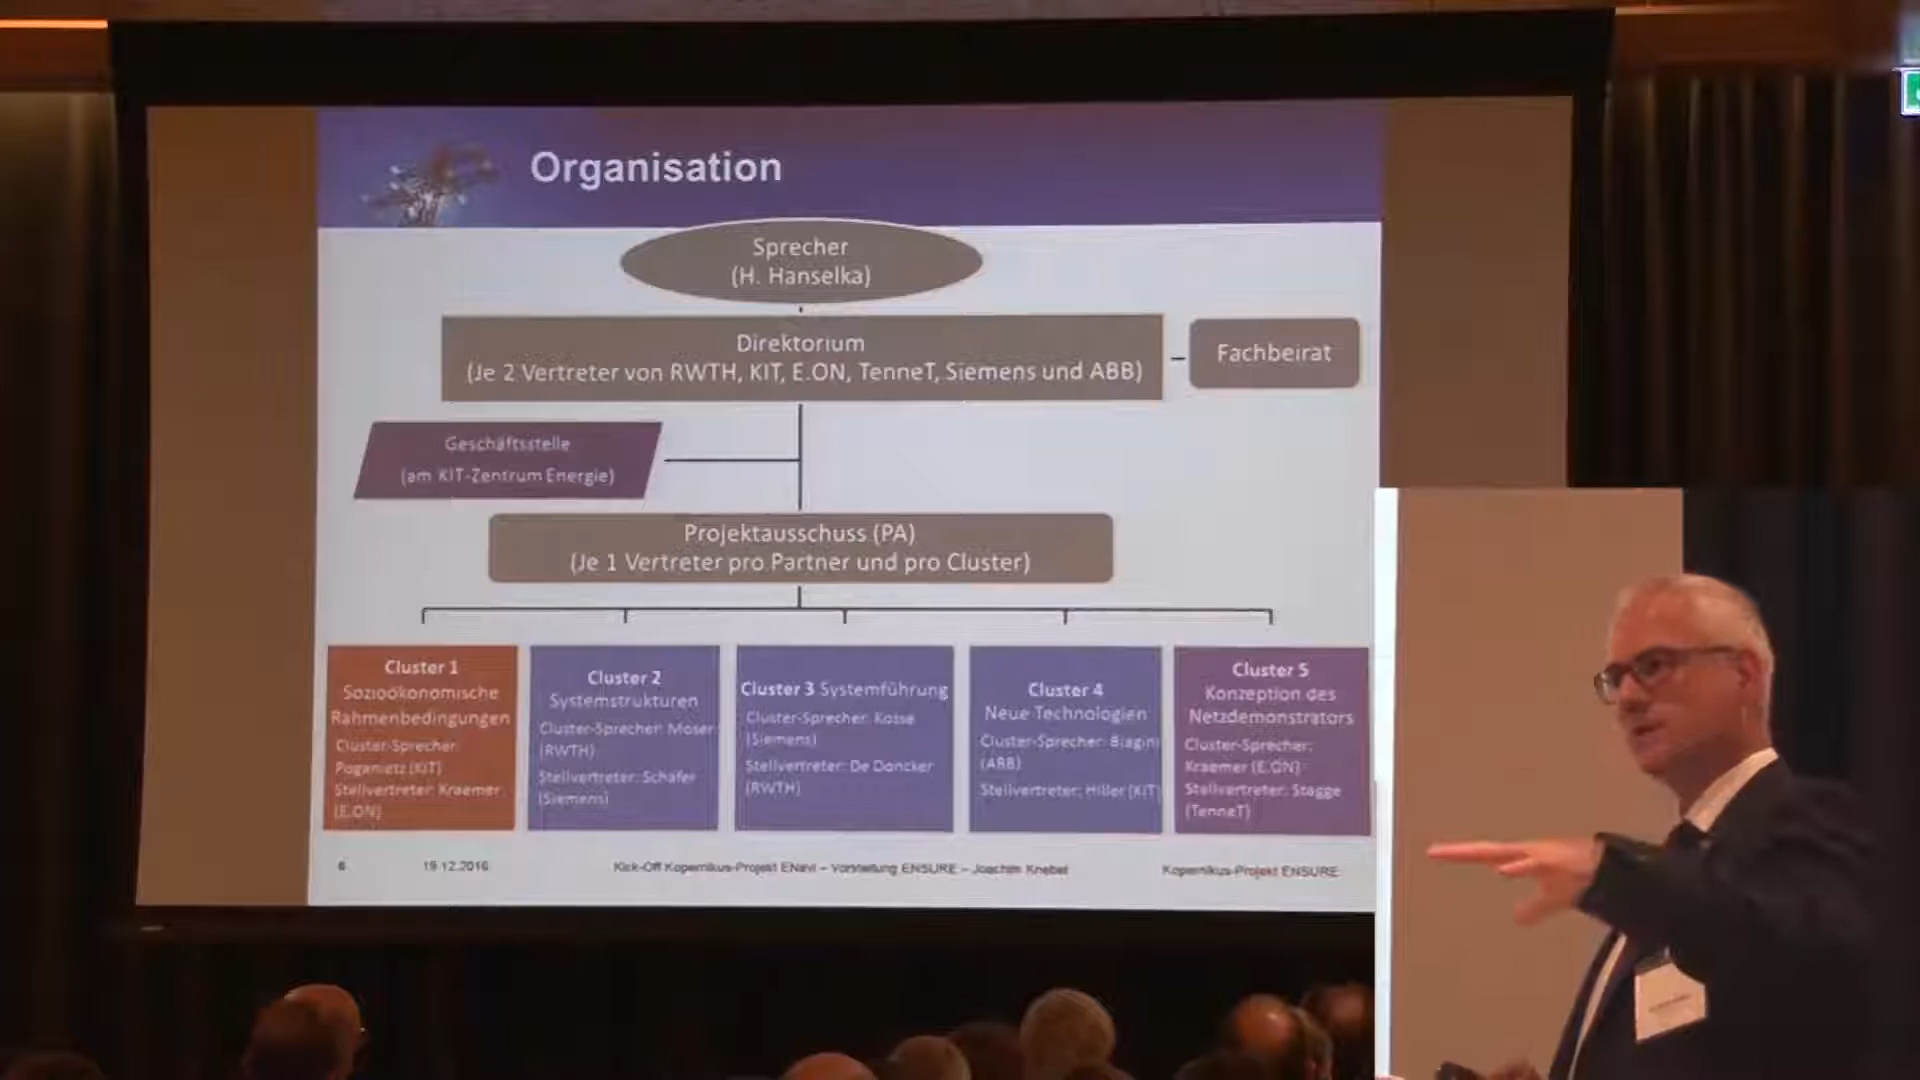 Organisation
Sprecher
(H. Hanselka)
Direktorium
(Je 2 Vertreter von RWTH, KIT, E.ON, TenneT, Siemens und ABB)
Fachbeirat
Geschäftsstelle
(am KIT-Zentrum Energie)
Projektausschuss (PA)
(Je 1 Vertreter pro Partner und pro Cluster)
Cluster 1
Sozioökonomische
Rahmenbedingungen
Cluster-Sprecher:
Poganietz (KIT)
Stellvertreter: Kraemer
(E.ON)
Cluster 2
Systemstrukturen
Cluster-Sprecher: Moser
(RWTH)
Stellvertreter: Schäfer
(Siemens)
Cluster 3 Systemführung
Cluster-Sprecher: Kosse
(Siemens)
Stellvertreter: De Doncker
(RWTH)
Cluster 4
Neue Technologien
Cluster-Sprecher: Biagini
(ABB)
Stellvertreter: Hiller (KIT)
Cluster 5
Konzeption des
Netzdemonstrators
Cluster-Sprecher:
Kraemer (E.ON)
Stellvertreter: Stagge
(TenneT)
6
19.12.2016
Kick-Off Kopernikus-Projekt ENavi – Vorstellung ENSURE – Joachim Knebel
Kopernikus-Projekt ENSURE